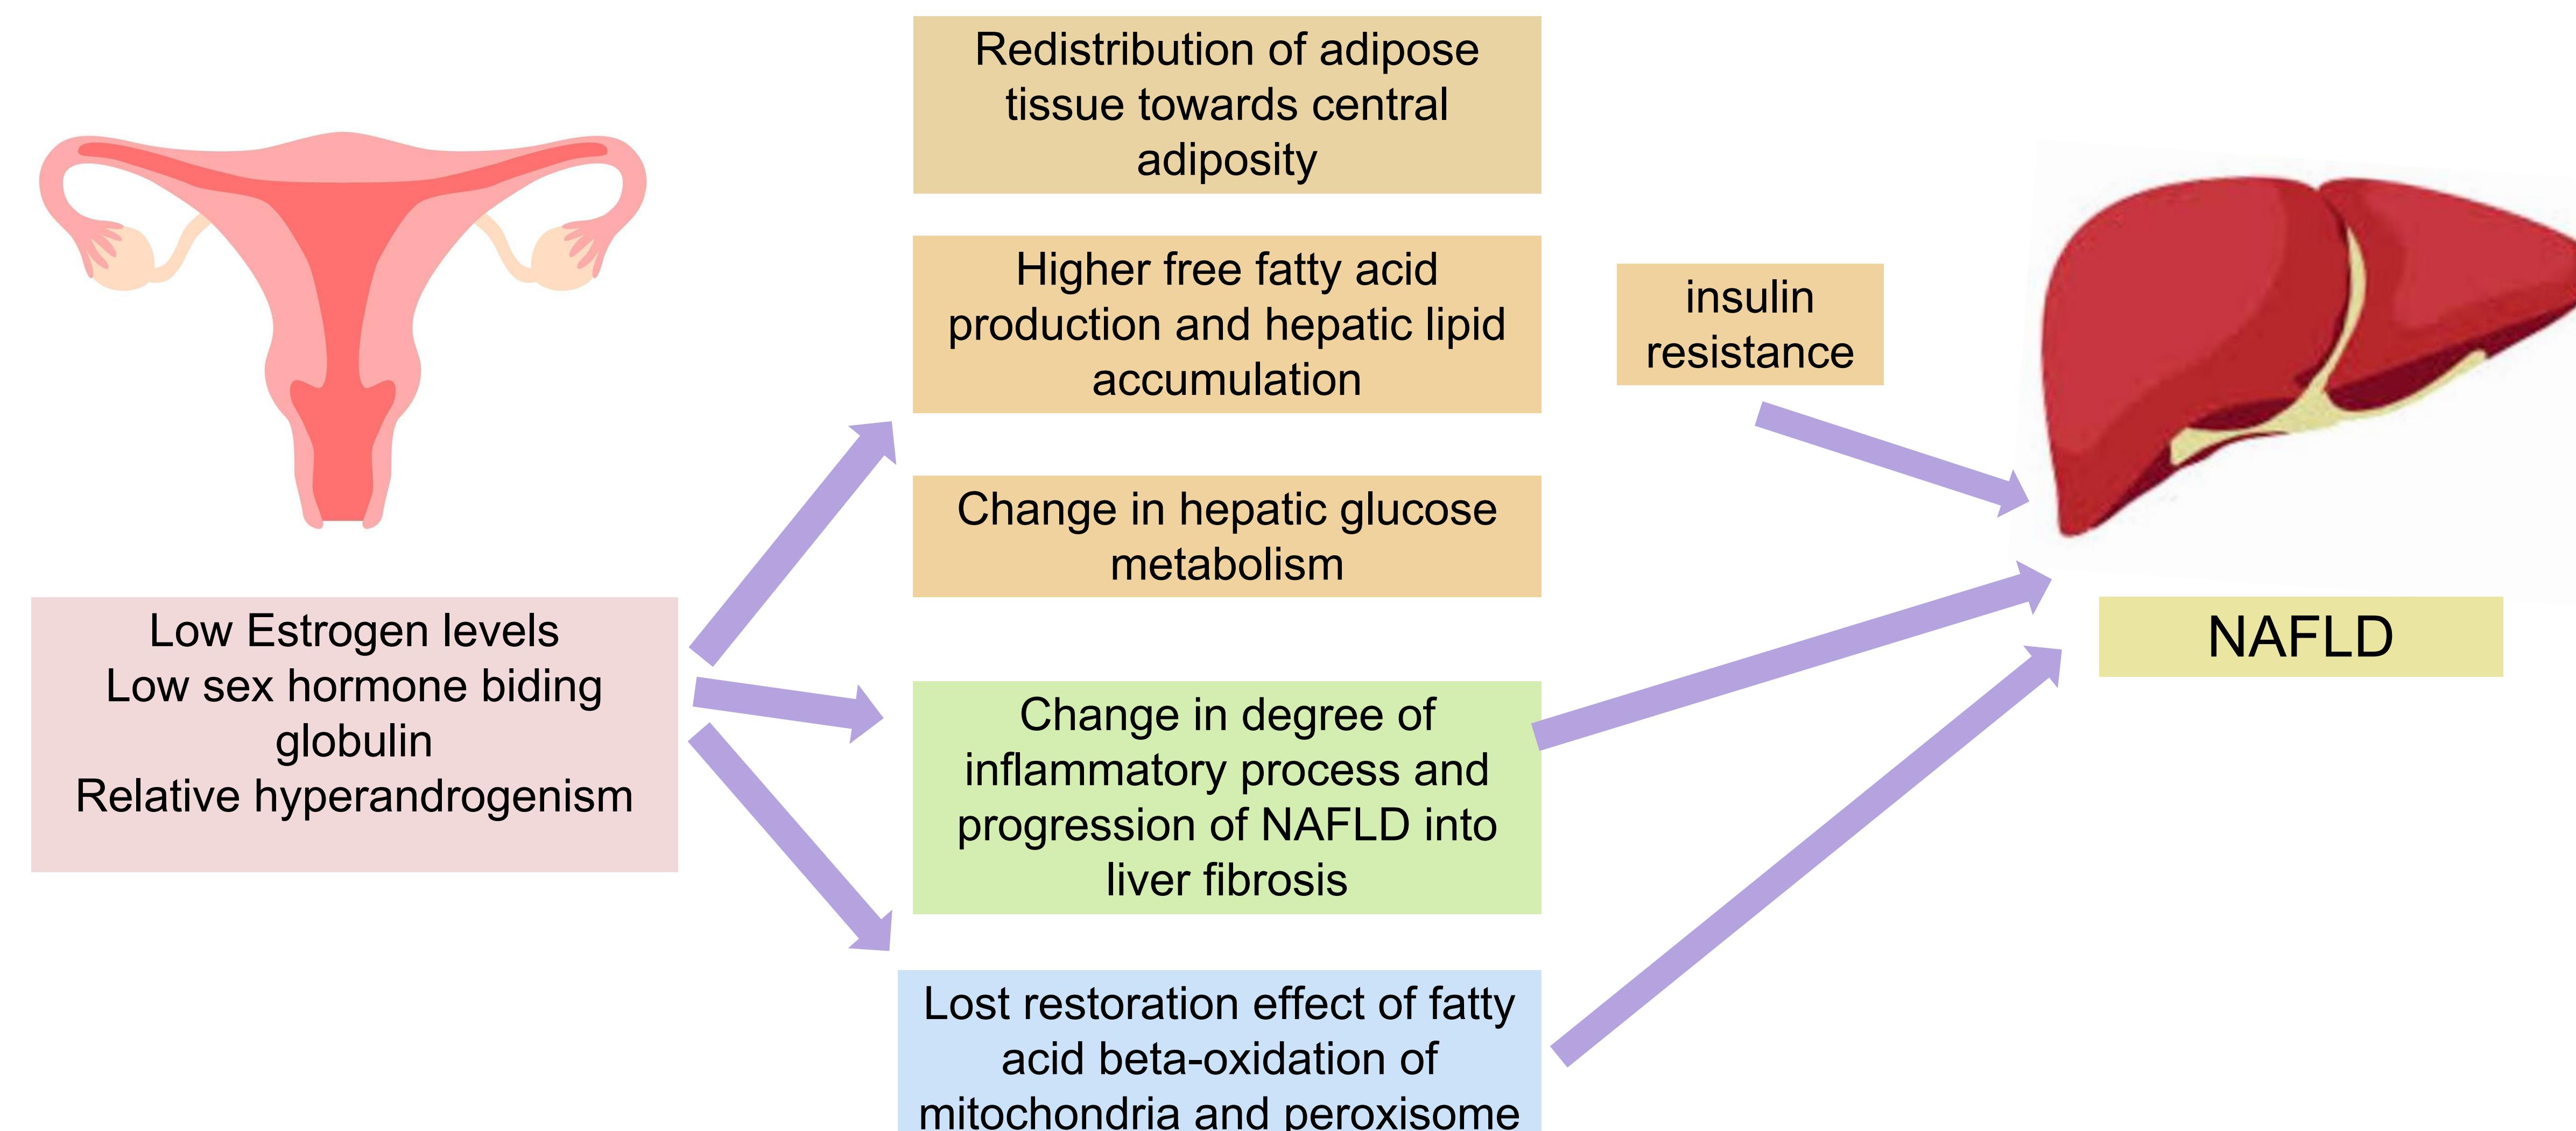 Redistribution of adipose
tissue towards central
adiposity
Higher free fatty acid
production and hepatic lipid
accumulation
insulin
resistance
Change in hepatic glucose
metabolism
Low Estrogen levels
Low sex hormone biding
globulin
Relative hyperandrogenism
NAFLD
Change in degree of
inflammatory process and
progression of NAFLD into
liver fibrosis
Lost restoration effect of fatty
acid beta-oxidation of
mitochondria and peroxisome